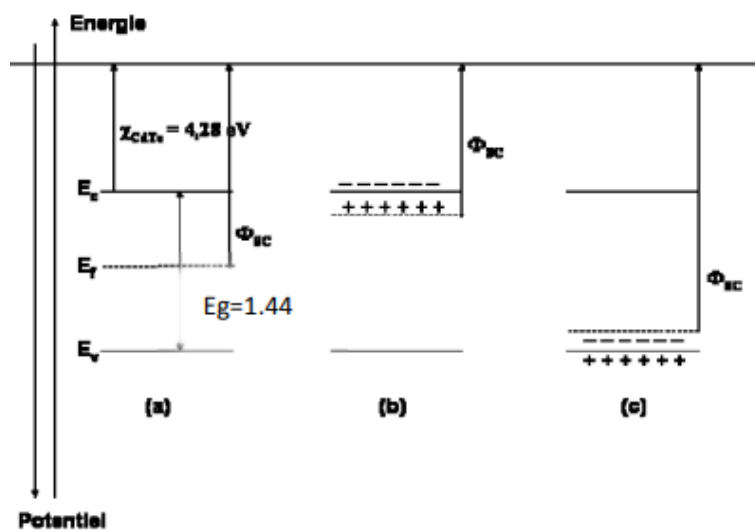 Energie
χCdTe = 4,28 eV
Φsc
Ec
– – – – – – –
+ + + + + +
Φsc
Ef
Φsc
Eg=1.44
– – – – – –
Ev
+ + + + + +
(a)
(b)
(c)
Potentiel